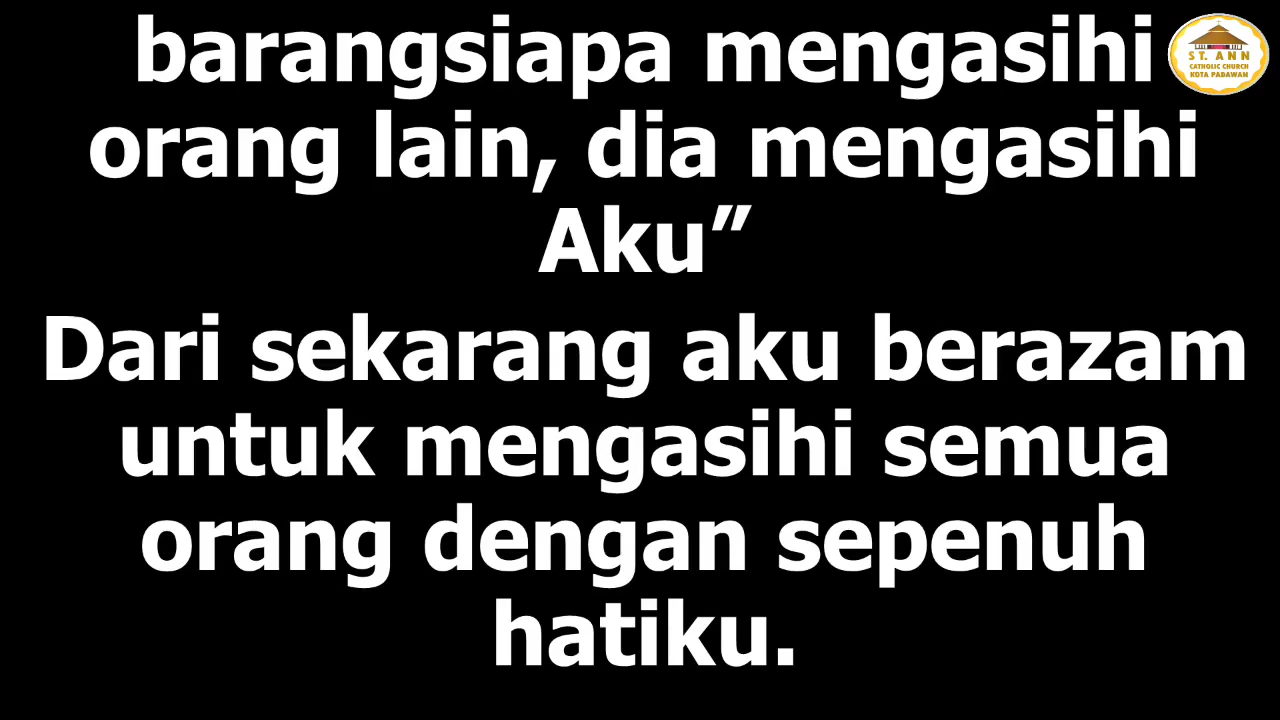 barangsiapa mengasihi
orang lain, dia mengasihi
Aku”
Dari sekarang aku berazam
untuk mengasihi semua
orang dengan sepenuh
hatiku.
ST. ANN
CATHOLIC CHURCH
KOTA PADAWAN